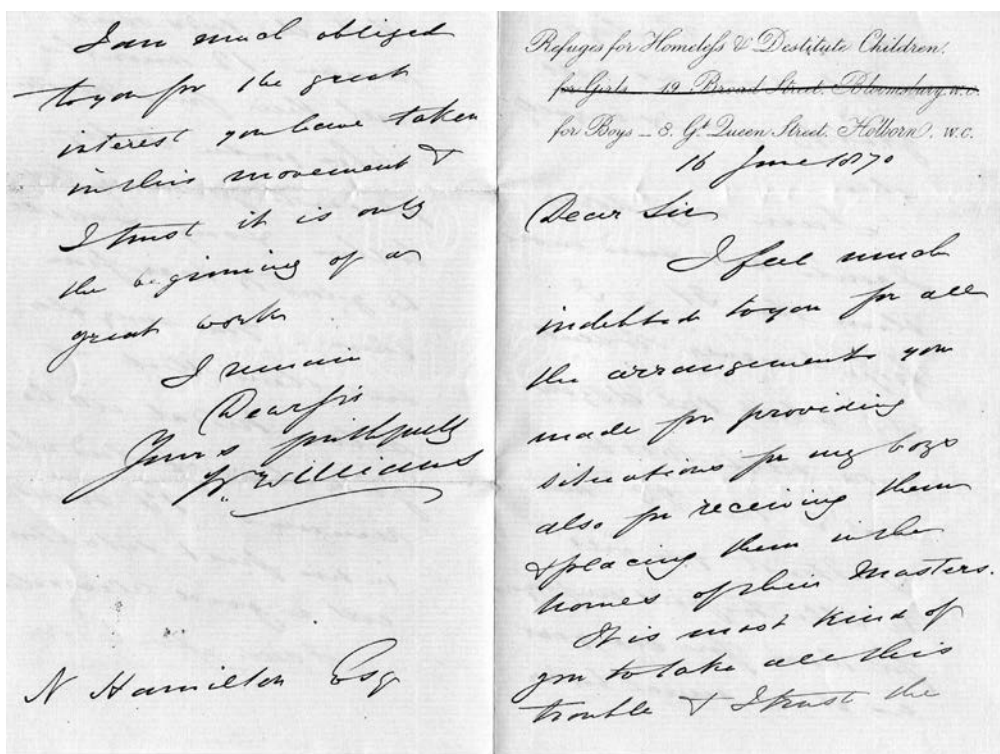 Refuges for Homeless & Destitute Children.
for Girls – 19 Broad Street. Bloomsbury, W.C.
for Boys – 8. Gt. Queen Street. Holborn, W.C.
16 June 1870
Dear Sir
I feel much
indebted to you for all
the arrangements you
made for providing
situations for my boys
also for receiving them
& placing them in the
homes of their Masters.
It is most kind of
you to take all this
trouble & I trust the
I am much obliged
to you for the great
interest you have taken
in this movement &
I trust it is only
the beginning of a
great work
I remain
Dear Sir
Yours faithfully
Wm Williams
N Hamilton Esq